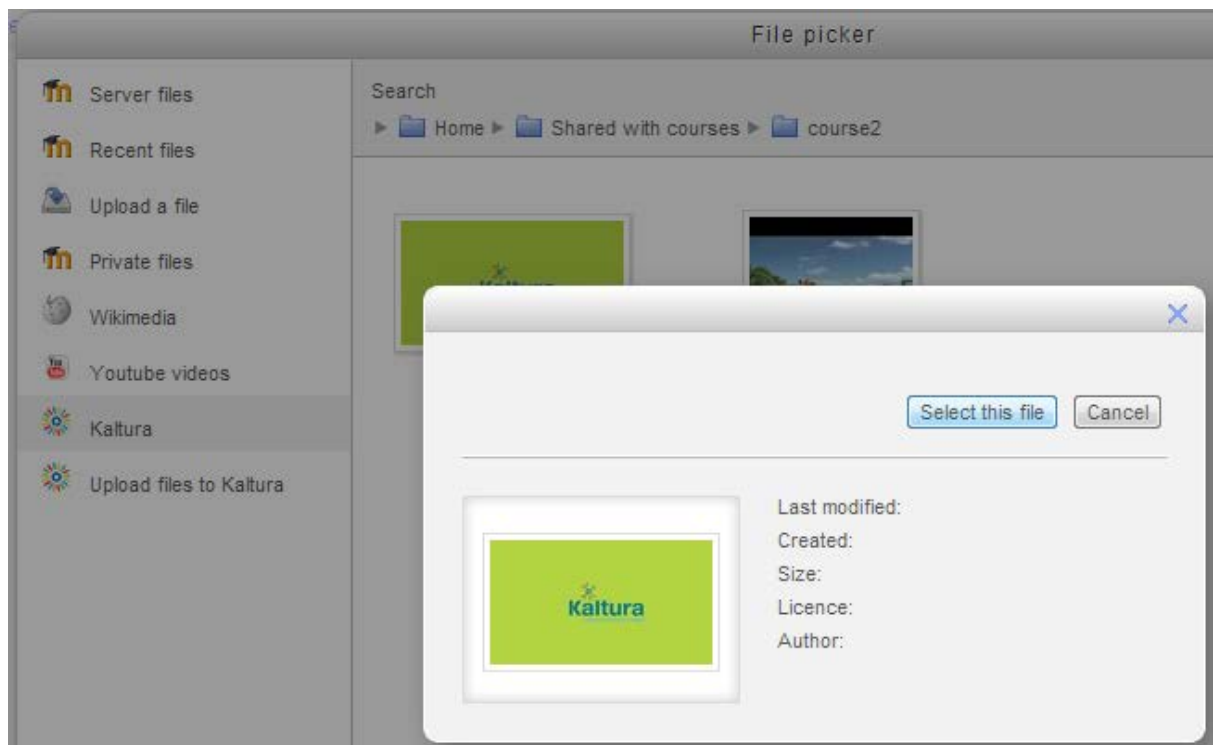 File picker
Server files
Recent files
Upload a file
Private files
Wikimedia
Youtube videos
Kaltura
Upload files to Kaltura
Search
Home ▶ Shared with courses ▶ course2
Select this file Cancel
Kaltura
Last modified:
Created:
Size:
Licence:
Author: